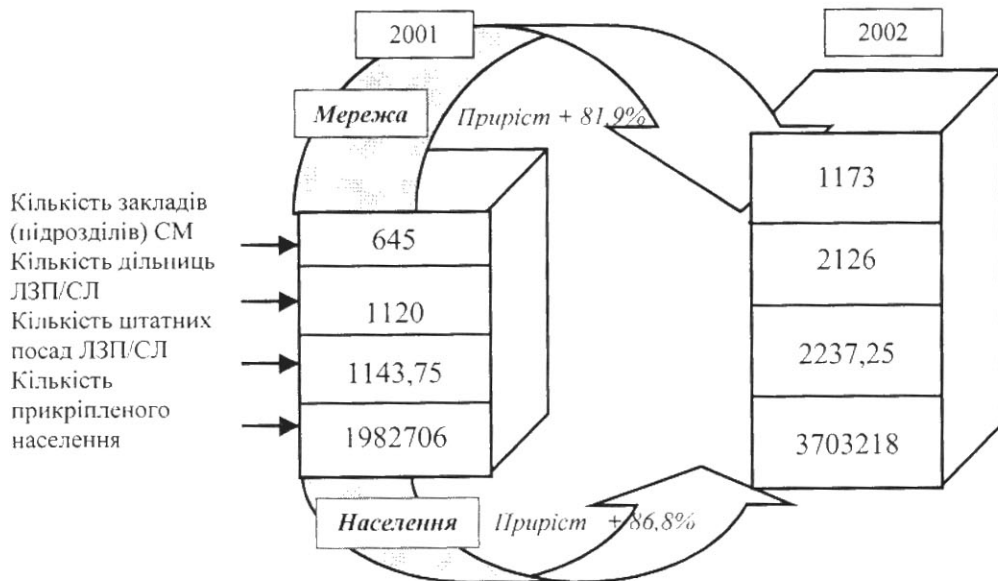 2001
2002
Мережа
Приріст + 81,9%
Кількість закладів
(підрозділів) СМ
Кількість дільниць
ЛЗП/СЛ
Кількість штатних
посад ЛЗП/СЛ
Кількість
прикріпленого
населення
645
1120
1143,75
1982706
1173
2126
2237,25
3703218
Населення
Приріст + 86,8%